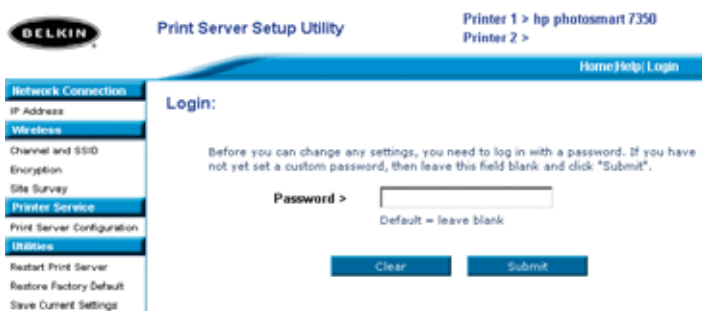 BELKIN
Print Server Setup Utility
Printer 1 > hp photosmart 7350
Printer 2 >
Home|Help| Login
Network Connection
IP Address
Wireless
Channel and SSID
Encryption
Site Survey
Printer Service
Print Server Configuration
Utilities
Restart Print Server
Restore Factory Default
Save Current Settings
Login:
Before you can change any settings, you need to log in with a password. If you have
not yet set a custom password, then leave this field blank and click "Submit".
Password >
Default = leave blank
Clear
Submit